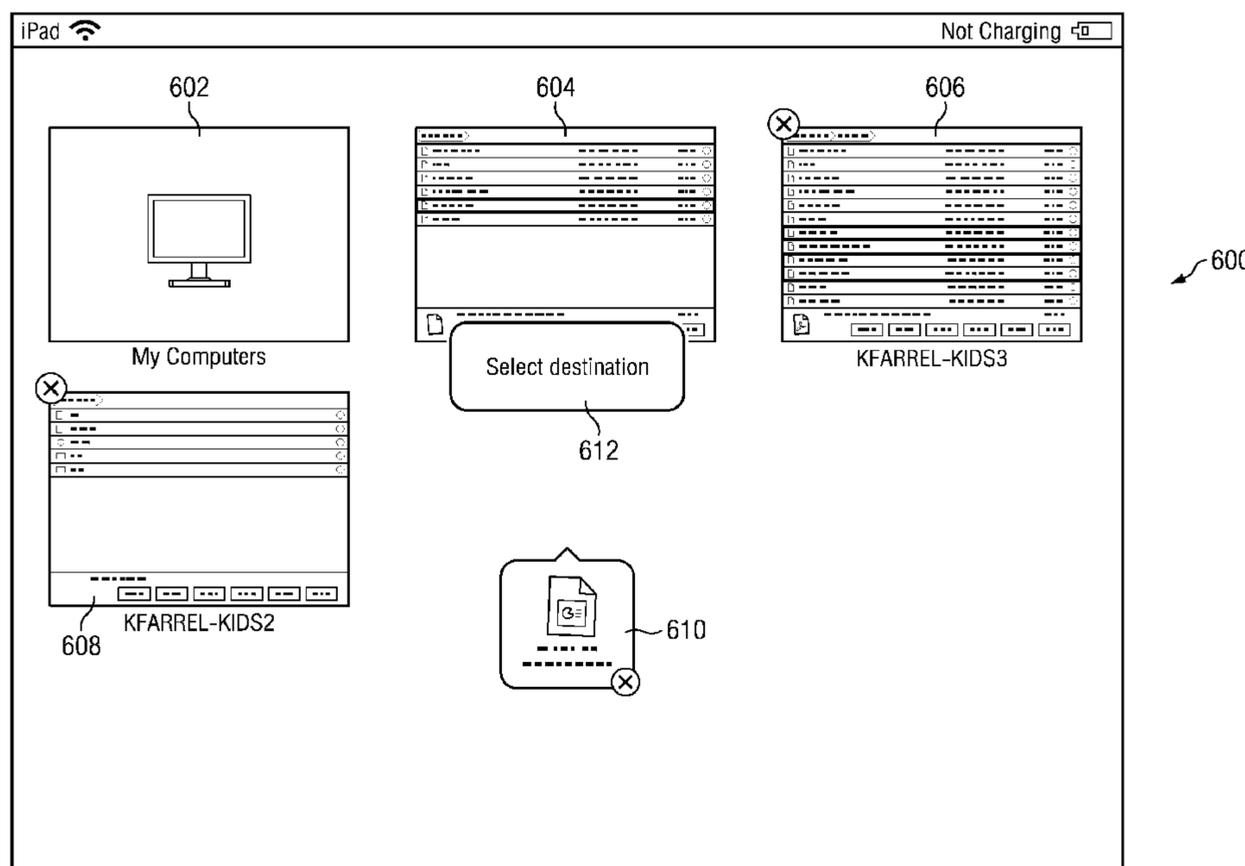 iPad Not Charging
602 604 606
600
My Computers
KFARREL-KIDS3
Select destination
612
KFARREL-KIDS2
608
610